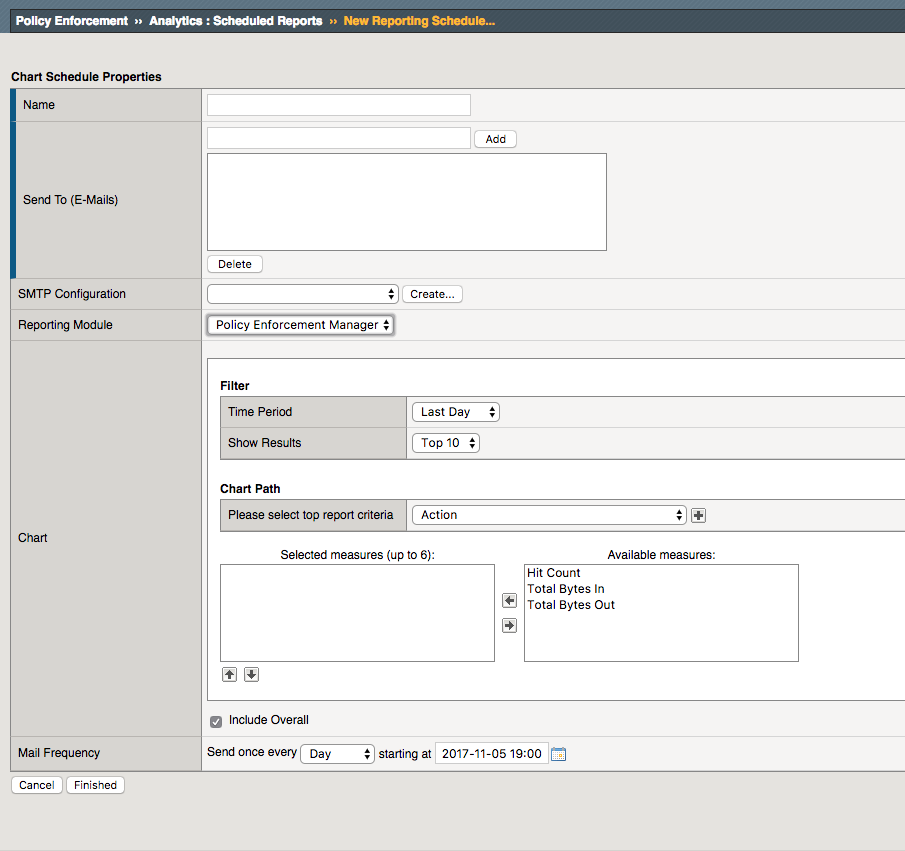 Policy Enforcement ›› Analytics : Scheduled Reports ›› New Reporting Schedule...
Chart Schedule Properties
Name
Add
Send To (E-Mails)
Delete
SMTP Configuration
Create...
Reporting Module
Policy Enforcement Manager
Chart
Filter
Time Period
Last Day
Show Results
Top 10
Chart Path
Please select top report criteria
Action
Selected measures (up to 6):
Available measures:
Hit Count
Total Bytes In
Total Bytes Out
Include Overall
Mail Frequency
Send once every Day starting at 2017-11-05 19:00
Cancel Finished